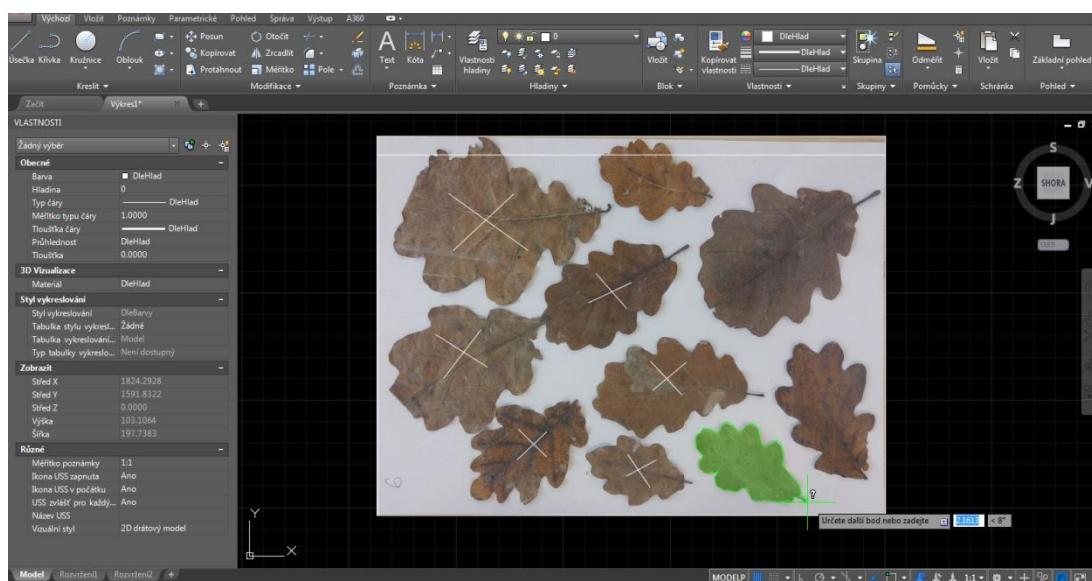 Výchozí Vložit Poznámky Parametrické Pohled Správa Výstup A360
Posun Otočit
Kopírovat Zrcadlit
Protáhnout Měřítko Pole
Úsečka Křivka Kružnice Oblouk
Text Kóta
Vlastnosti
hladiny
0
Vložit
Kopírovat
vlastnosti
DleHlad
DleHlad
DleHlad
Skupina
Odměřit
Vložit
Základní pohled
Kreslit Modifikace Poznámka Hladiny Blok Vlastnosti Skupiny Pomůcky Schránka Pohled
Začít Výkres1*
VLASTNOSTI
Žádný výběr
Obecné
Barva DleHlad
Hladina 0
Typ čáry DleHlad
Měřítko typu čáry 1.0000
Tloušťka čáry DleHlad
Průhlednost DleHlad
Tloušťka 0.0000
3D Vizualizace
Materiál DleHlad
Styl vykreslování
Styl vykreslování DleBarvy
Tabulka stylu vykresl... Žádné
Tabulka vykreslování... Model
Typ tabulky vykreslo... Není dostupný
Zobrazit
Střed X 1824.2928
Střed Y 1591.8322
Střed Z 0.0000
Výška 103.1064
Šířka 197.7383
Různé
Měřítko poznámky 1:1
Ikona USS zapnuta Ano
Ikona USS v počátku Ano
USS zvlášť pro každý... Ano
Název USS
Vizuální styl 2D drátový model
S
Z SHORA V
J
6
Určete další bod nebo zadejte 2.1613 < 8°
Y
X
Model Rozvržení1 Rozvržení2
MODELP 1:1